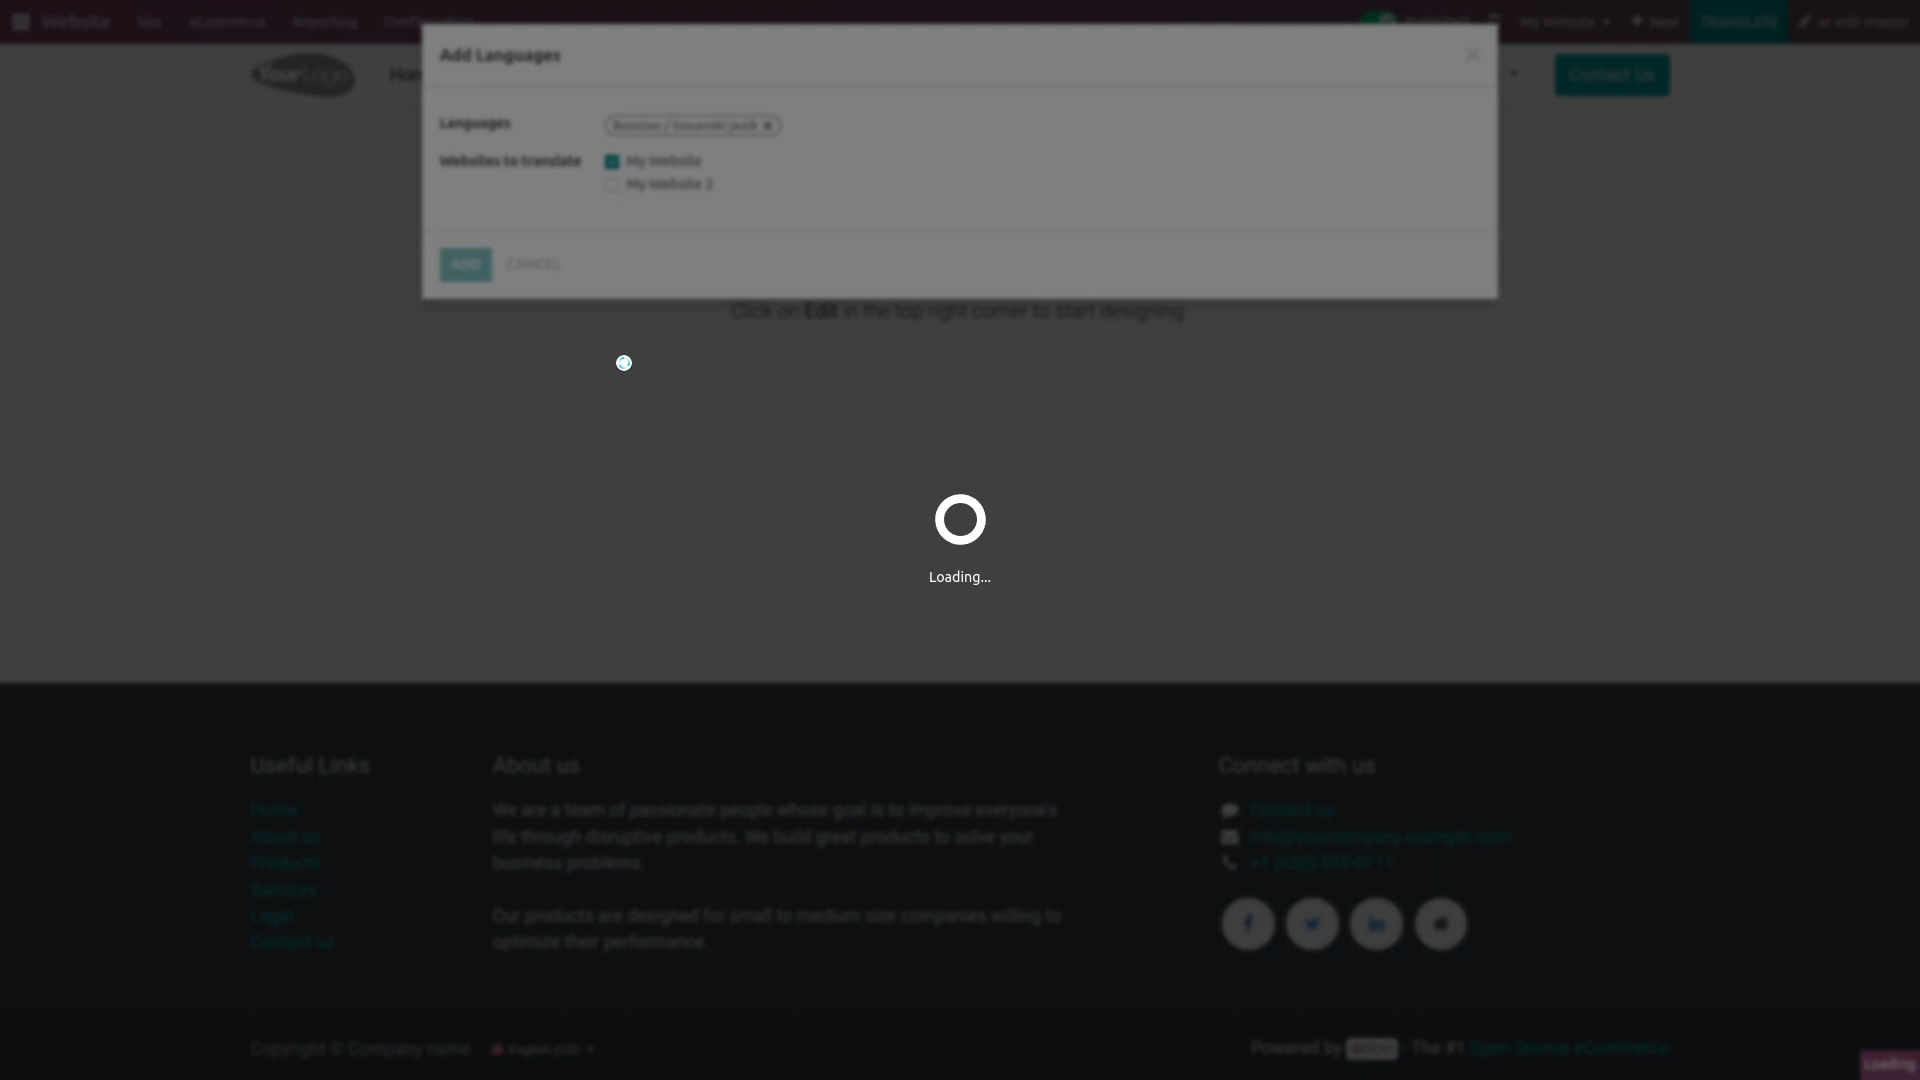 Website Site eCommerce Reporting
My Website + New TRANSLATE or edit master
Add Languages
YourLogo
Contact Us
Languages Bosnian / bosanski jezik
Websites to translate My Website
My Website 2
ADD CANCEL
Click on Edit in the top right corner to start designing.
Loading...
Useful Links
Home
About us
Products
Services
Legal
Contact us
About us
We are a team of passionate people whose goal is to improve everyone's
life through disruptive products. We build great products to solve your
business problems.
Our products are designed for small to medium size companies willing to
optimize their performance.
Connect with us
Contact us
info@yourcompany.example.com
+1 (650) 555-0111
Copyright © Company name English (US)
Powered by odoo - The #1 Open Source eCommerce
Loading